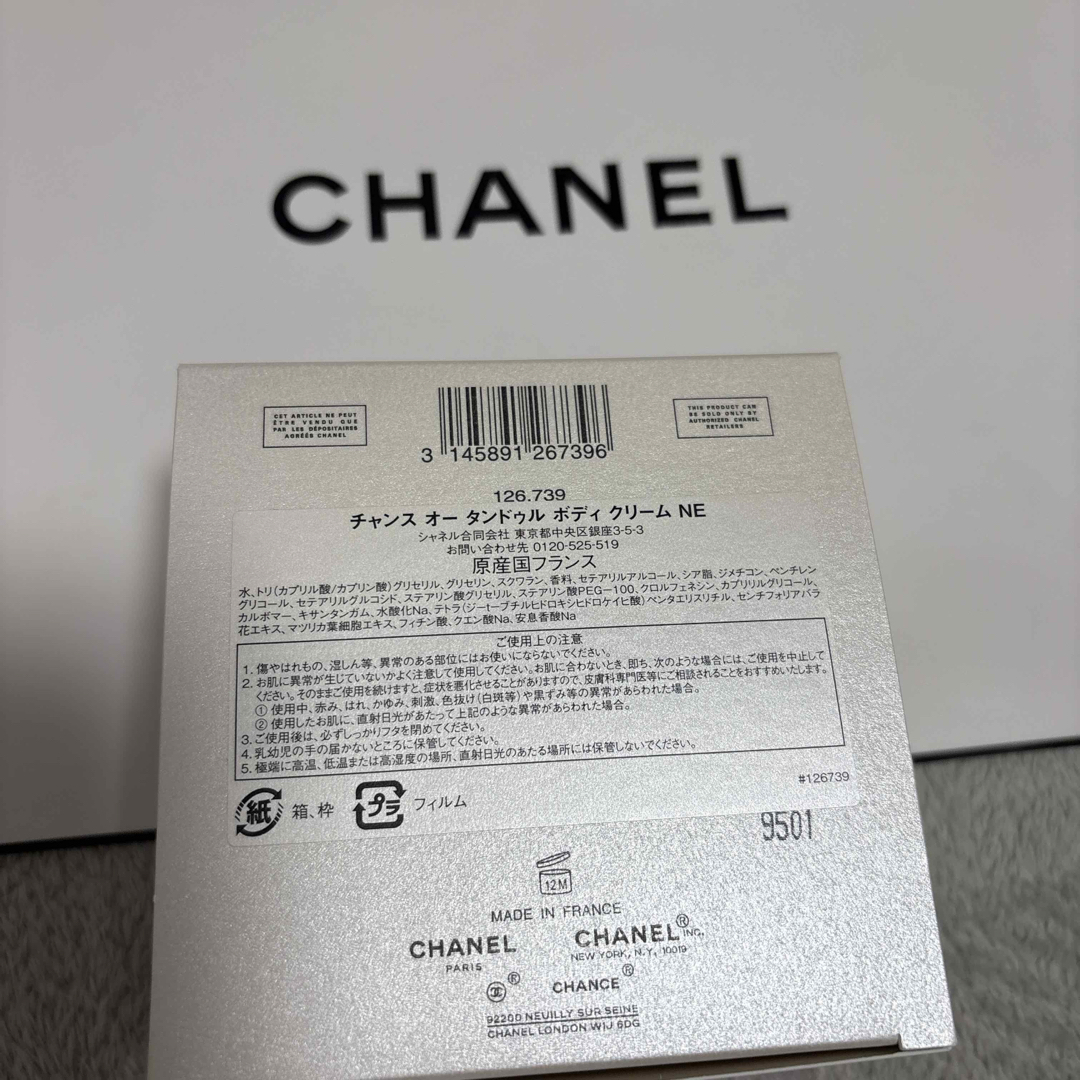 CHANEL
CET ARTICLE NE PEUT
ÊTRE VENDU QUE
PAR LES DÉPOSITAIRES
AGRÉÉS CHANEL
THIS PRODUCT CAN
BE SOLD ONLY BY
AUTHORIZED CHANEL
RETAILERS
3 145891 267396
126.739
チャンス オー タンドゥル ボディ クリーム NE
シャネル合同会社 東京都中央区銀座3-5-3
お問い合わせ先 0120-525-519
原産国フランス
水、トリ(カプリル酸/カプリン酸)グリセリル、グリセリン、スクワラン、香料、セテアリルアルコール、シア脂、ジメチコン、ペンチレン
グリコール、セテアリルグルコシド、ステアリン酸グリセリル、ステアリン酸PEG-100、クロルフェネシン、カプリリルグリコール、
カルボマー、キサンタンガム、水酸化Na、テトラ(ジ-t-ブチルヒドロキシヒドロケイヒ酸)ペンタエリスリチル、センチフォリアバラ
花エキス、マツリカ葉細胞エキス、フィチン酸、クエン酸Na、安息香酸Na
ご使用上の注意
1. 傷やはれもの、湿しん等、異常のある部位にはお使いにならないでください。
2. お肌に異常が生じていないかよく注意して使用してください。お肌に合わないとき、即ち、次のような場合には、ご使用を中止して
ください。そのままご使用を続けますと、症状を悪化させることがありますので、皮膚科専門医等にご相談されることをおすすめいたします。
① 使用中、赤み、はれ、かゆみ、刺激、色抜け(白斑等)や黒ずみ等の異常があらわれた場合。
② 使用したお肌に、直射日光があたって上記のような異常があらわれた場合。
3. ご使用後は、必ずしっかりフタを閉めてください。
4. 乳幼児の手の届かないところに保管してください。
5. 極端に高温、低温または高湿度の場所、直射日光のあたる場所には保管しないでください。
#126739
紙 箱、枠 プラ フィルム
9501
12M
MADE IN FRANCE
CHANEL
PARIS
CHANEL® INC.
NEW YORK, N.Y. 10019
® CHANCE®
92200 NEUILLY SUR SEINE
CHANEL LONDON W1J 6DG